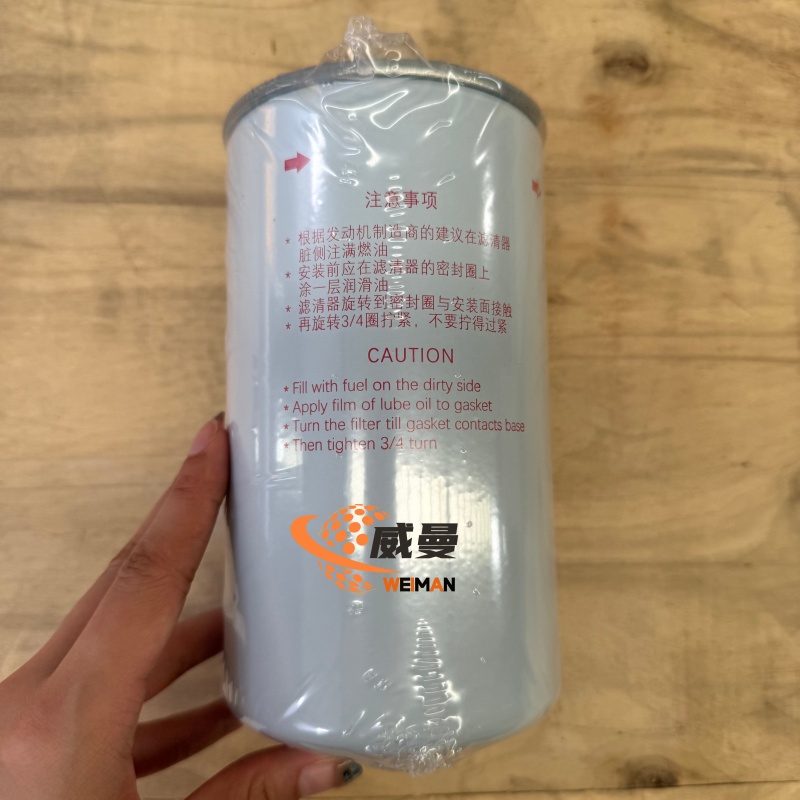 注意事项
* 根据发动机制造商的建议在滤清器
脏侧注满燃油
* 安装前应在滤清器的密封圈上
涂一层润滑油
* 滤清器旋转到密封圈与安装面接触
* 再旋转3/4圈拧紧，不要拧得过紧
CAUTION
* Fill with fuel on the dirty side
* Apply film of lube oil to gasket
* Turn the filter till gasket contacts base
* Then tighten 3/4 turn
威曼
WEIMAN